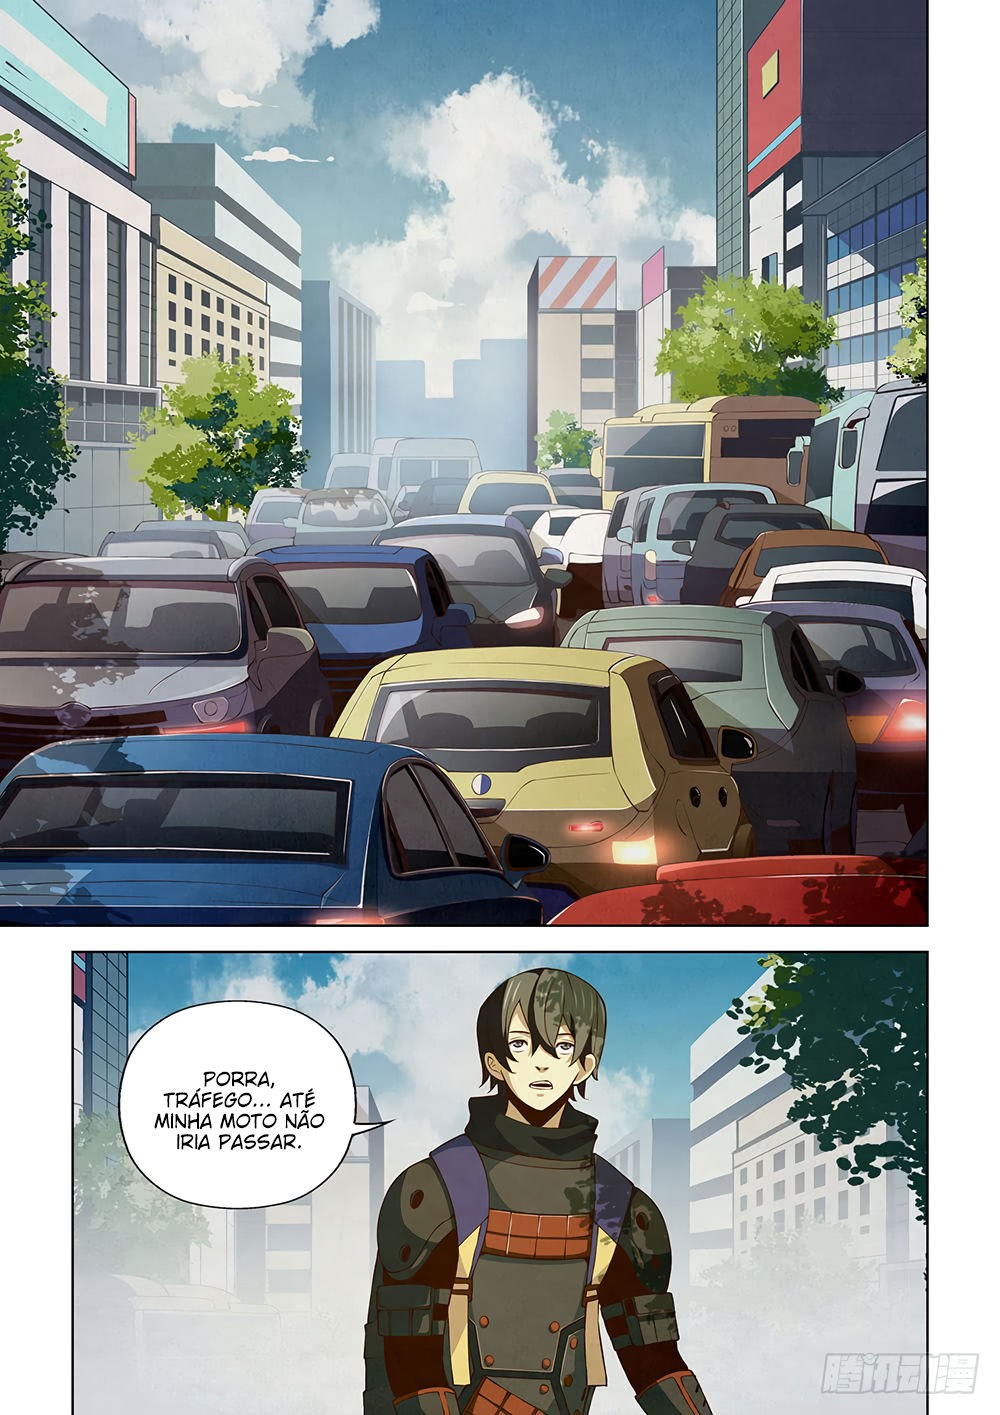 PORRA,
TRÁFEGO... ATÉ
MINHA MOTO NÃO
IRIA PASSAR.
腾讯动漫